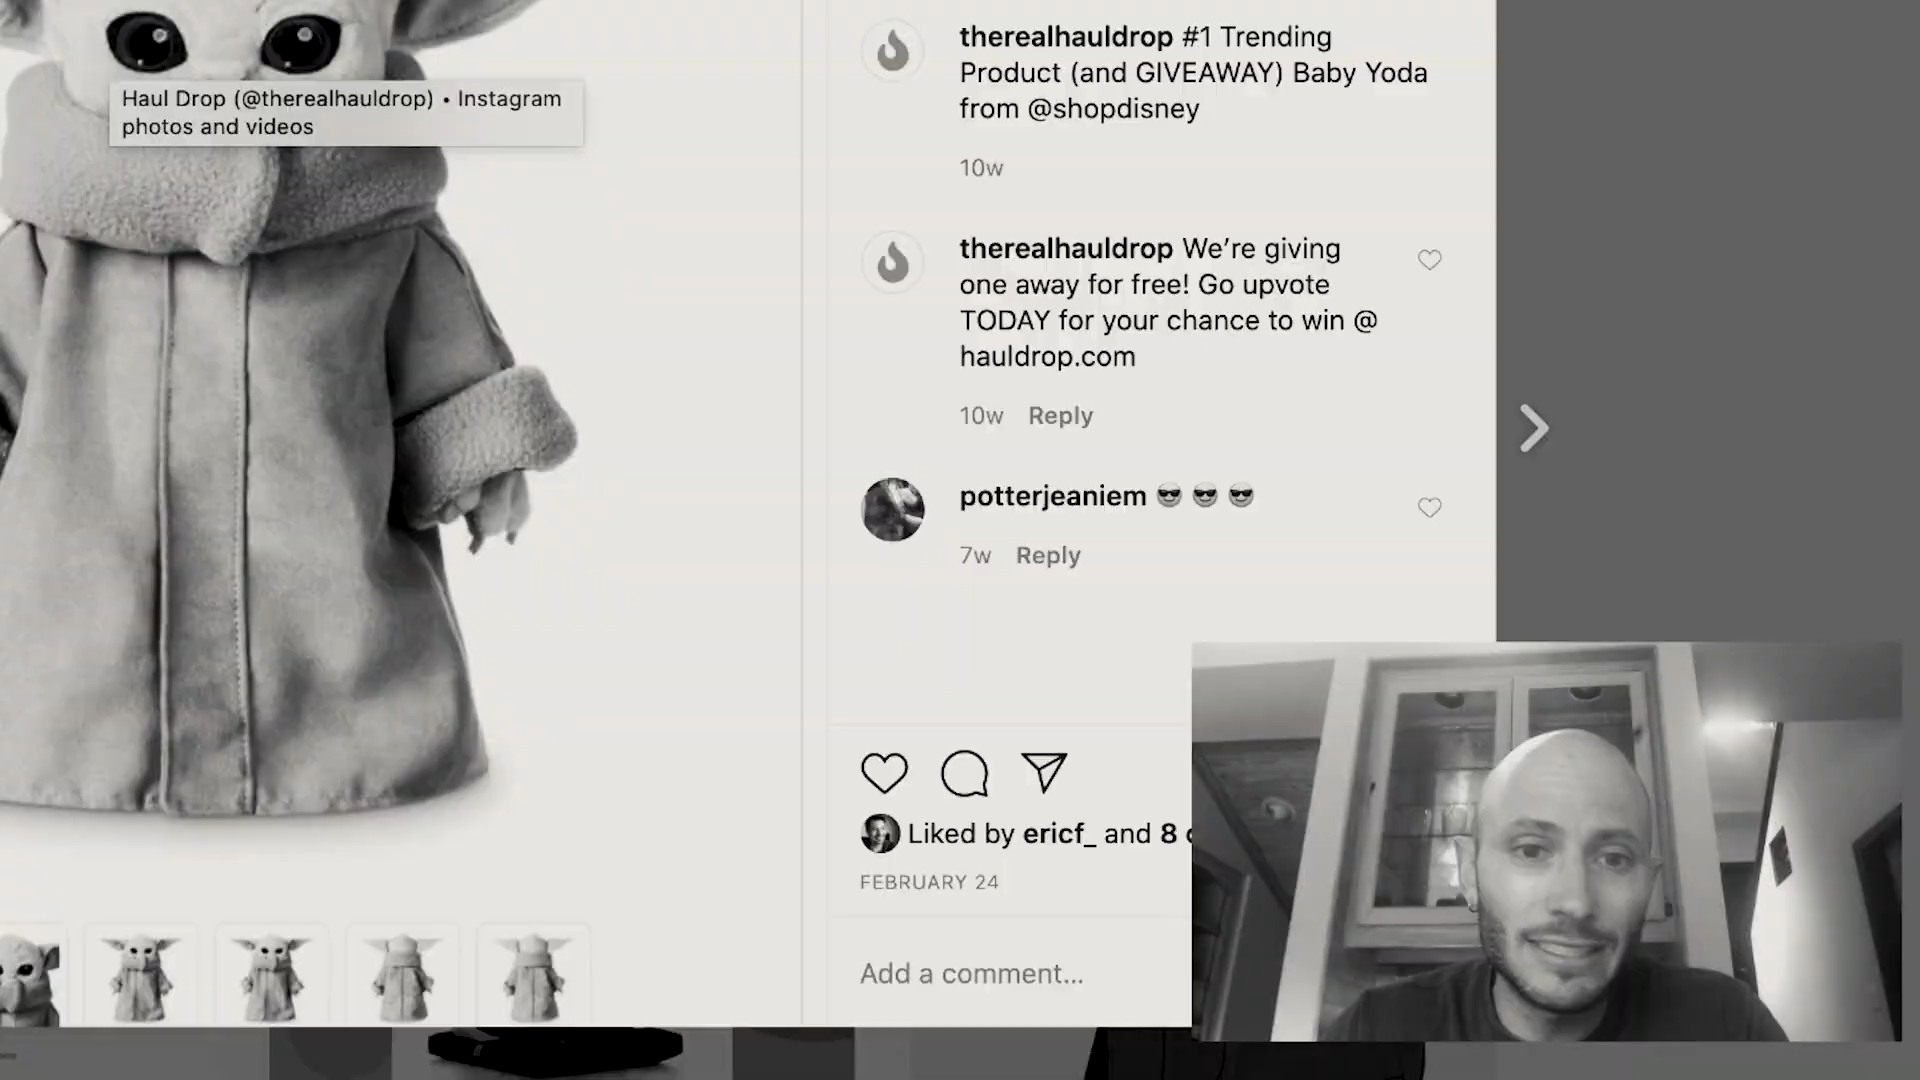 Haul Drop (@therealhauldrop) • Instagram
photos and videos
therealhauldrop #1 Trending
Product (and GIVEAWAY) Baby Yoda
from @shopdisney
10w
therealhauldrop We’re giving
one away for free! Go upvote
TODAY for your chance to win @
hauldrop.com
10w Reply
potterjeaniem 😎 😎 😎
7w Reply
Liked by ericf_ and 8
FEBRUARY 24
Add a comment...